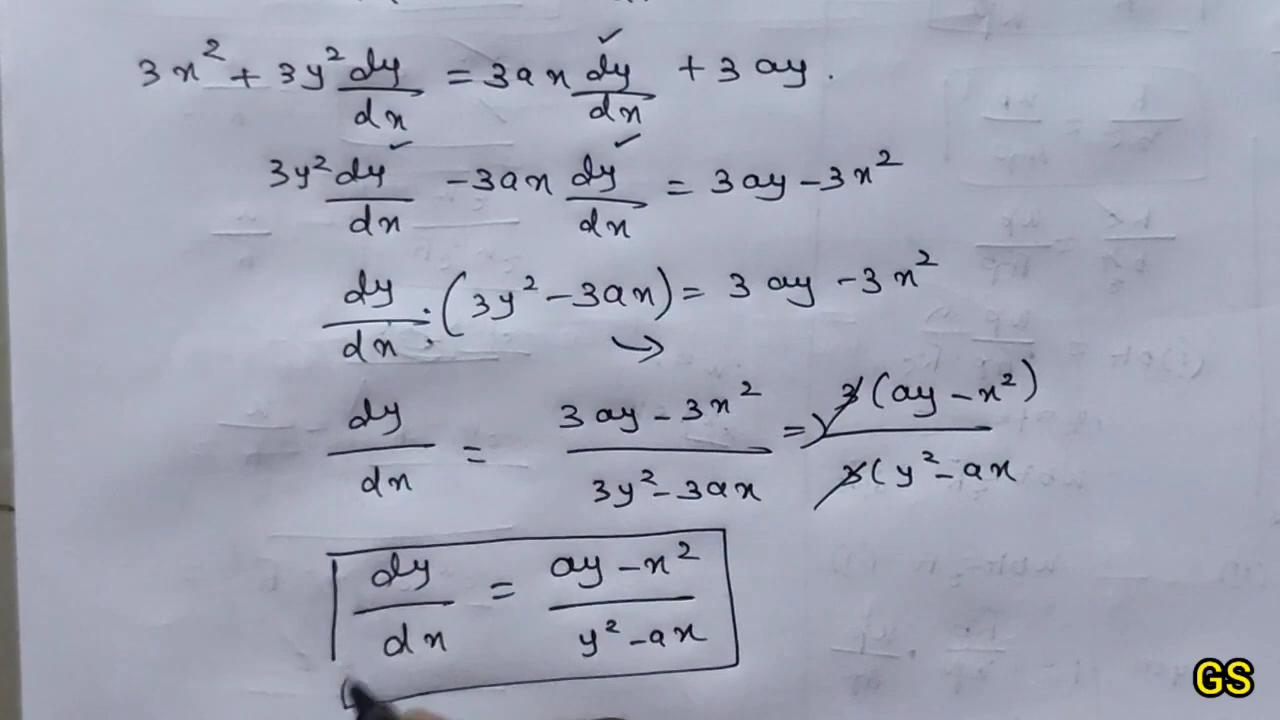 3x² + 3y² dy/dx = 3ax dy/dx + 3ay.
3y² dy/dx - 3ax dy/dx = 3ay - 3x²
dy/dx · (3y² - 3ax) = 3ay - 3x²
dy/dx = 3ay - 3x² / 3y² - 3ax = 3(ay - x²) / 3(y² - ax
dy/dx = ay - x² / y² - ax
GS